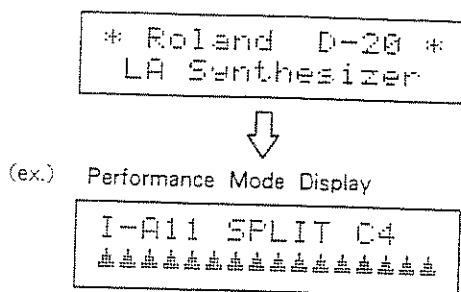 * Roland D-20 *
LA Synthesizer
(ex.) Performance Mode Display
I-A11 SPLIT C4